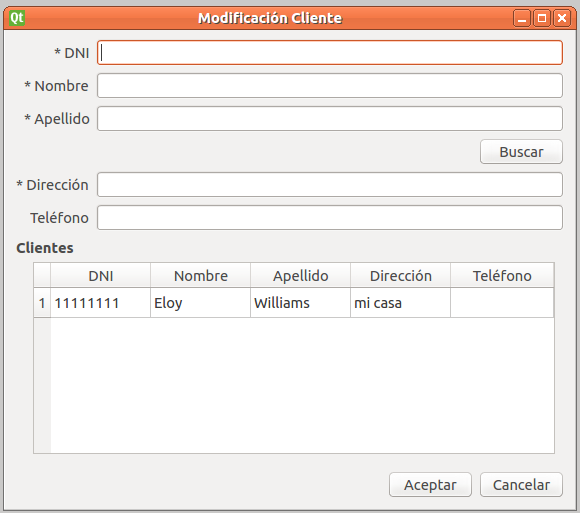 Qt Modificación Cliente
* DNI
* Nombre
* Apellido
Buscar
* Dirección
Teléfono
Clientes
DNI Nombre Apellido Dirección Teléfono
1 11111111 Eloy Williams mi casa
Aceptar Cancelar